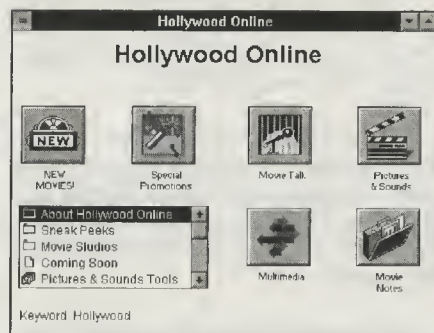 Hollywood Online
Hollywood Online
NEW
NEW
MOVIES!
Special
Promotions
Movie Talk
Pictures
& Sounds
About Hollywood Online
Sneak Peeks
Movie Studios
Coming Soon
Pictures & Sounds Tools
Multimedia
Movie
Notes
Keyword: Hollywood